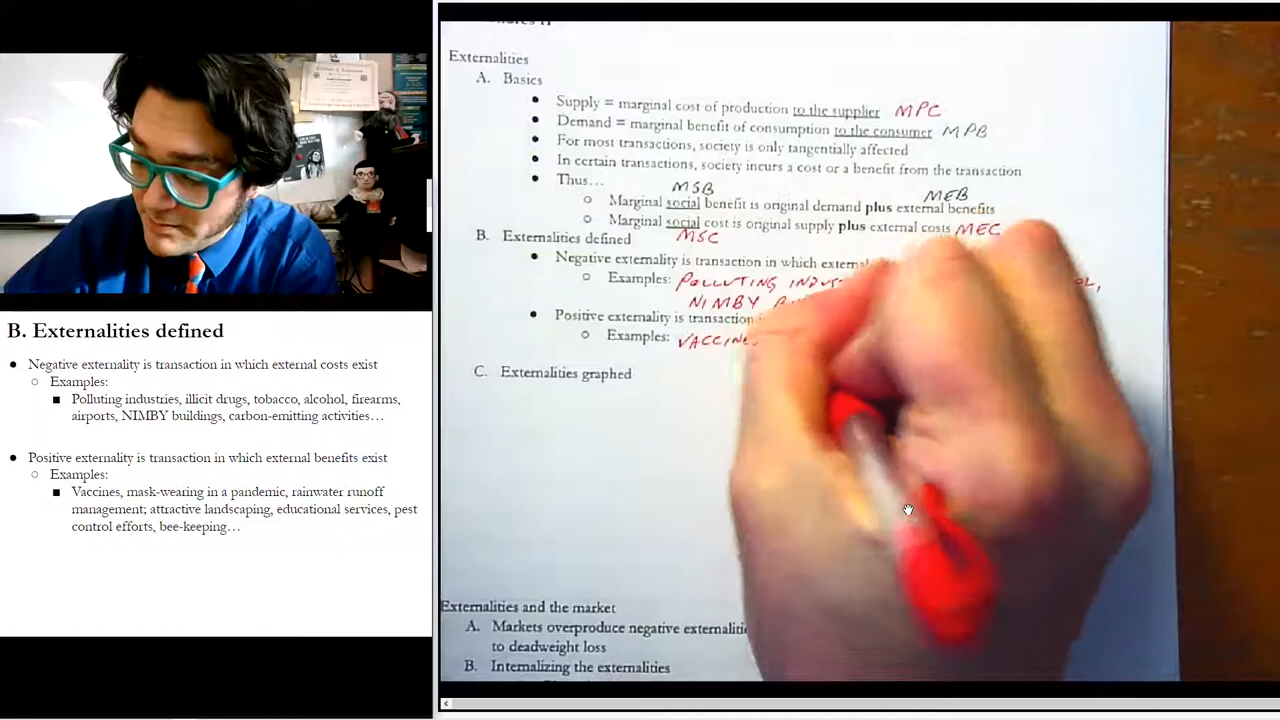 Externalities
A. Basics
• Supply = marginal cost of production to the supplier MPC
• Demand = marginal benefit of consumption to the consumer MPB
• For most transactions, society is only tangentially affected
• In certain transactions, society incurs a cost or a benefit from the transaction
• Thus…
MSB MEB
○ Marginal social benefit is original demand plus external benefits
○ Marginal social cost is original supply plus external costs MEC
MSC
B. Externalities defined
• Negative externality is transaction in which
○ Examples: POLLUTING
NIMBY
• Positive externality is transaction
○ Examples:
C. Externalities graphed
Externalities and the market
A. Markets overproduce negative
to deadweight loss
B. Internalizing the externalities
B. Externalities defined
● Negative externality is transaction in which external costs exist
○ Examples:
■ Polluting industries, illicit drugs, tobacco, alcohol, firearms,
airports, NIMBY buildings, carbon-emitting activities…
● Positive externality is transaction in which external benefits exist
○ Examples:
■ Vaccines, mask-wearing in a pandemic, rainwater runoff
management; attractive landscaping, educational services, pest
control efforts, bee-keeping…